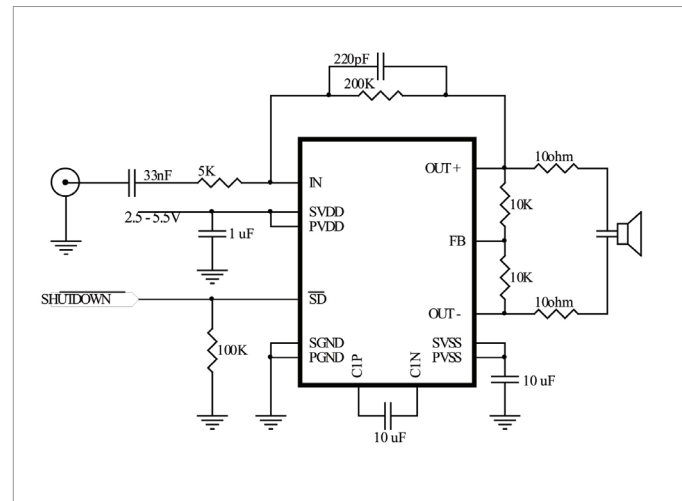 220pF
200K
33nF
5K
IN
OUT+
10ohm
10K
2.5 - 5.5V
SVDD
PVDD
1 uF
FB
10K
SHUTDOWN
SD
OUT-
10ohm
100K
SGND
PGND
C1P
C1N
SVSS
PVSS
10 uF
10 uF